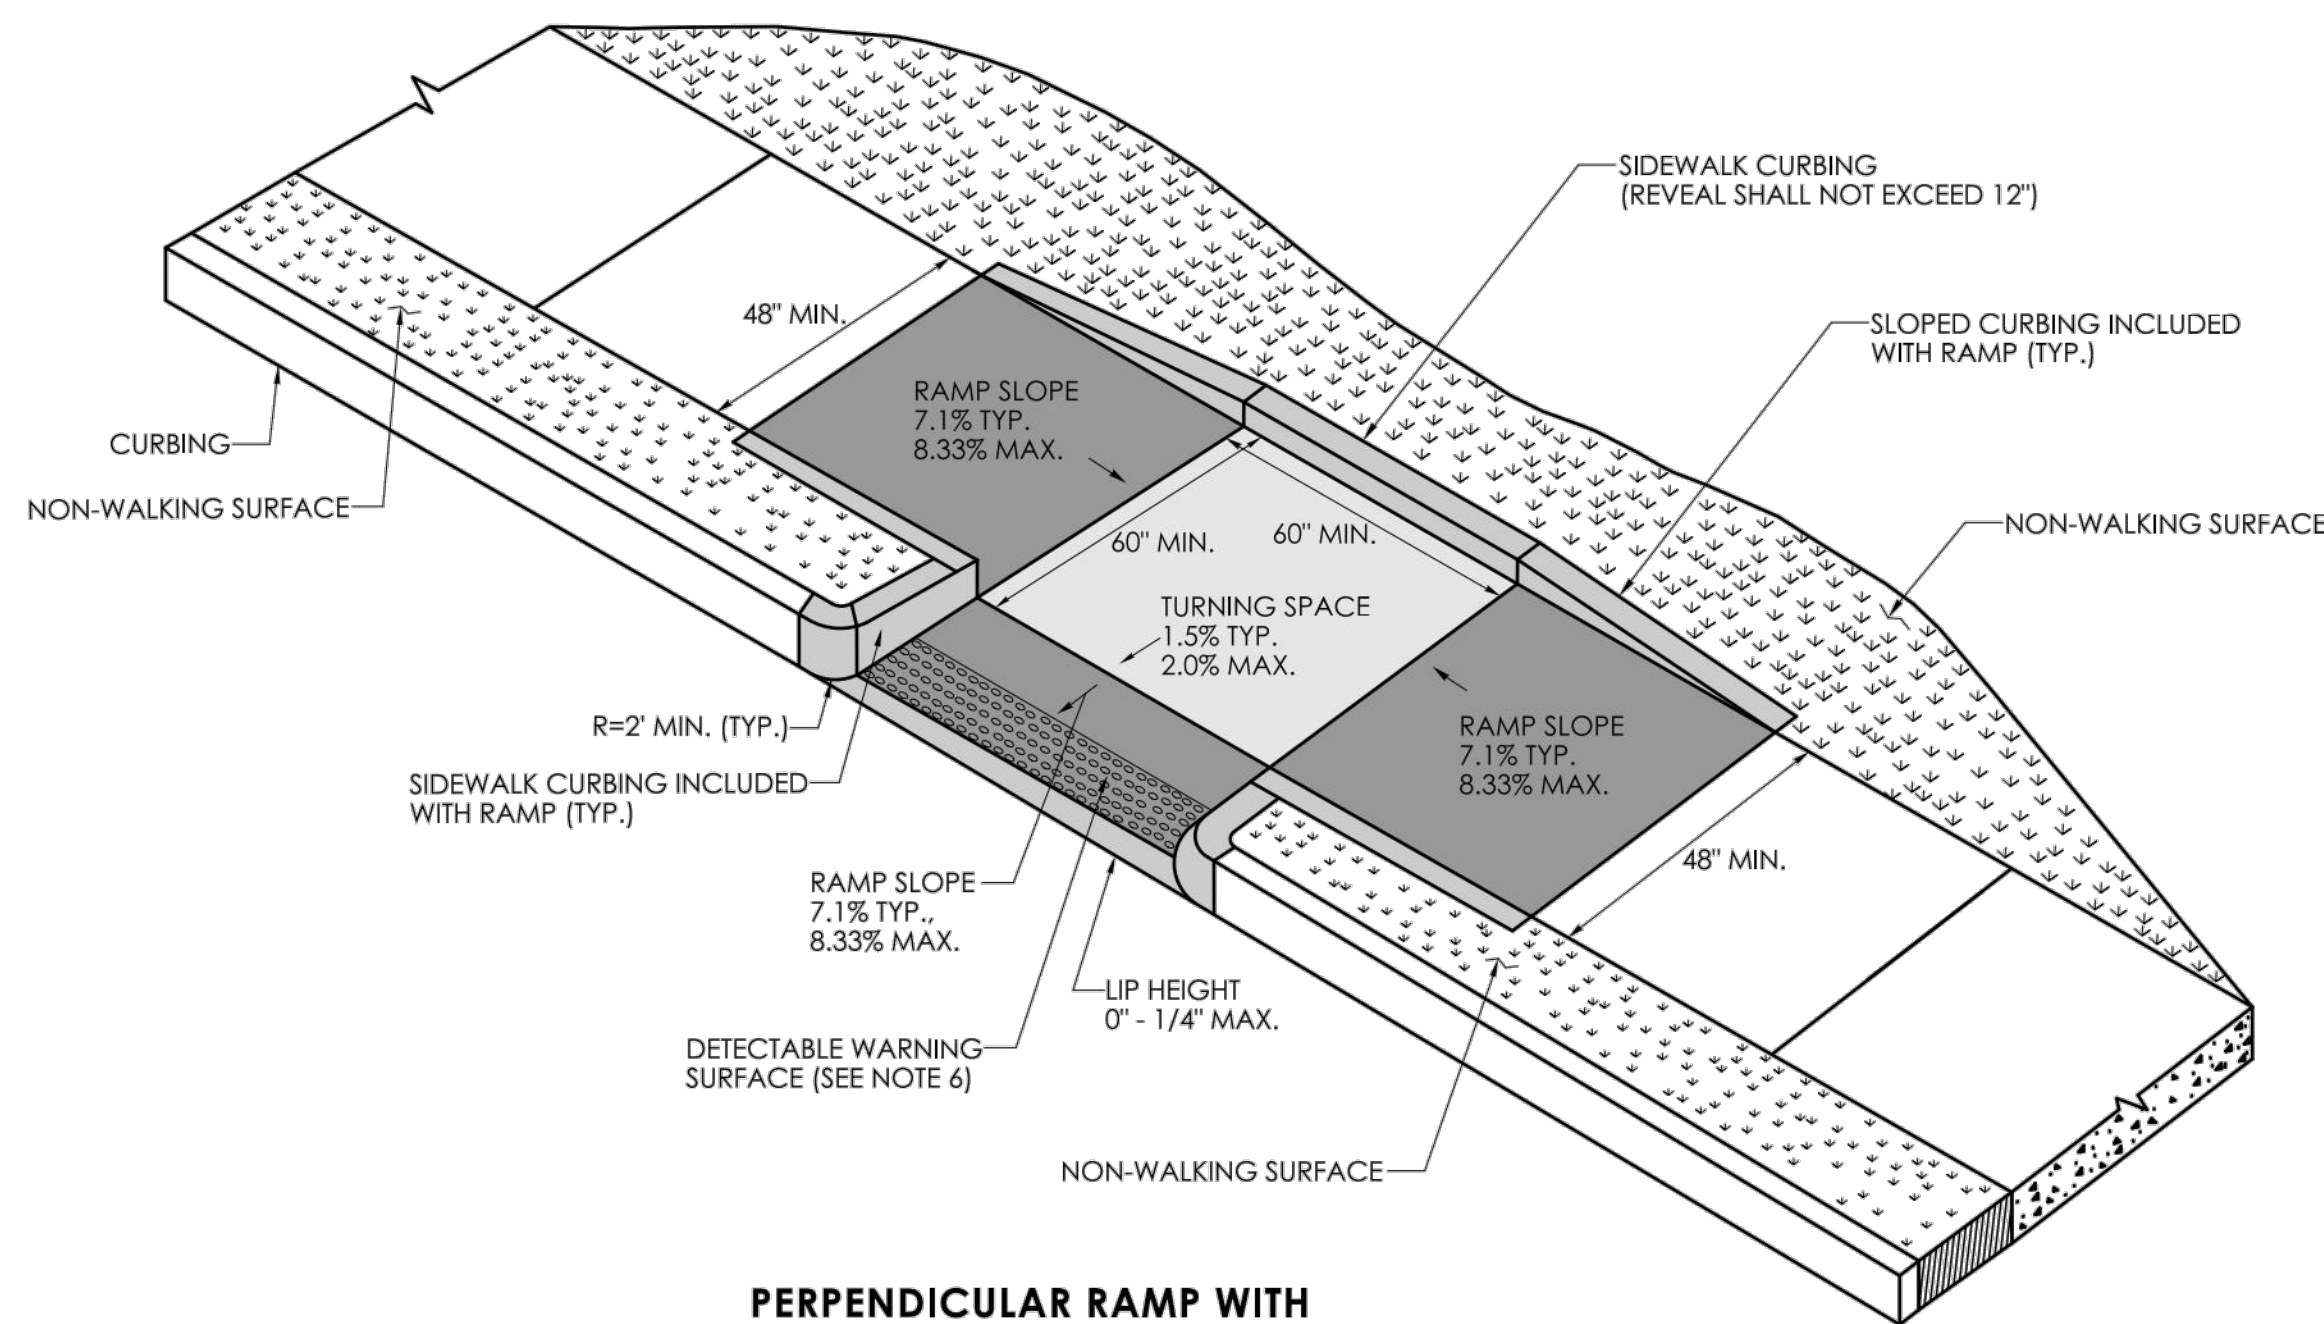 SIDEWALK CURBING
(REVEAL SHALL NOT EXCEED 12")
48" MIN.
SLOPED CURBING INCLUDED
WITH RAMP (TYP.)
RAMP SLOPE
7.1% TYP.
8.33% MAX.
CURBING
NON-WALKING SURFACE
NON-WALKING SURFACE
60" MIN.
60" MIN.
TURNING SPACE
1.5% TYP.
2.0% MAX.
R=2' MIN. (TYP.)
RAMP SLOPE
7.1% TYP.
8.33% MAX.
SIDEWALK CURBING INCLUDED
WITH RAMP (TYP.)
48" MIN.
RAMP SLOPE
7.1% TYP.,
8.33% MAX.
LIP HEIGHT
0" - 1/4" MAX.
DETECTABLE WARNING
SURFACE (SEE NOTE 6)
NON-WALKING SURFACE
PERPENDICULAR RAMP WITH